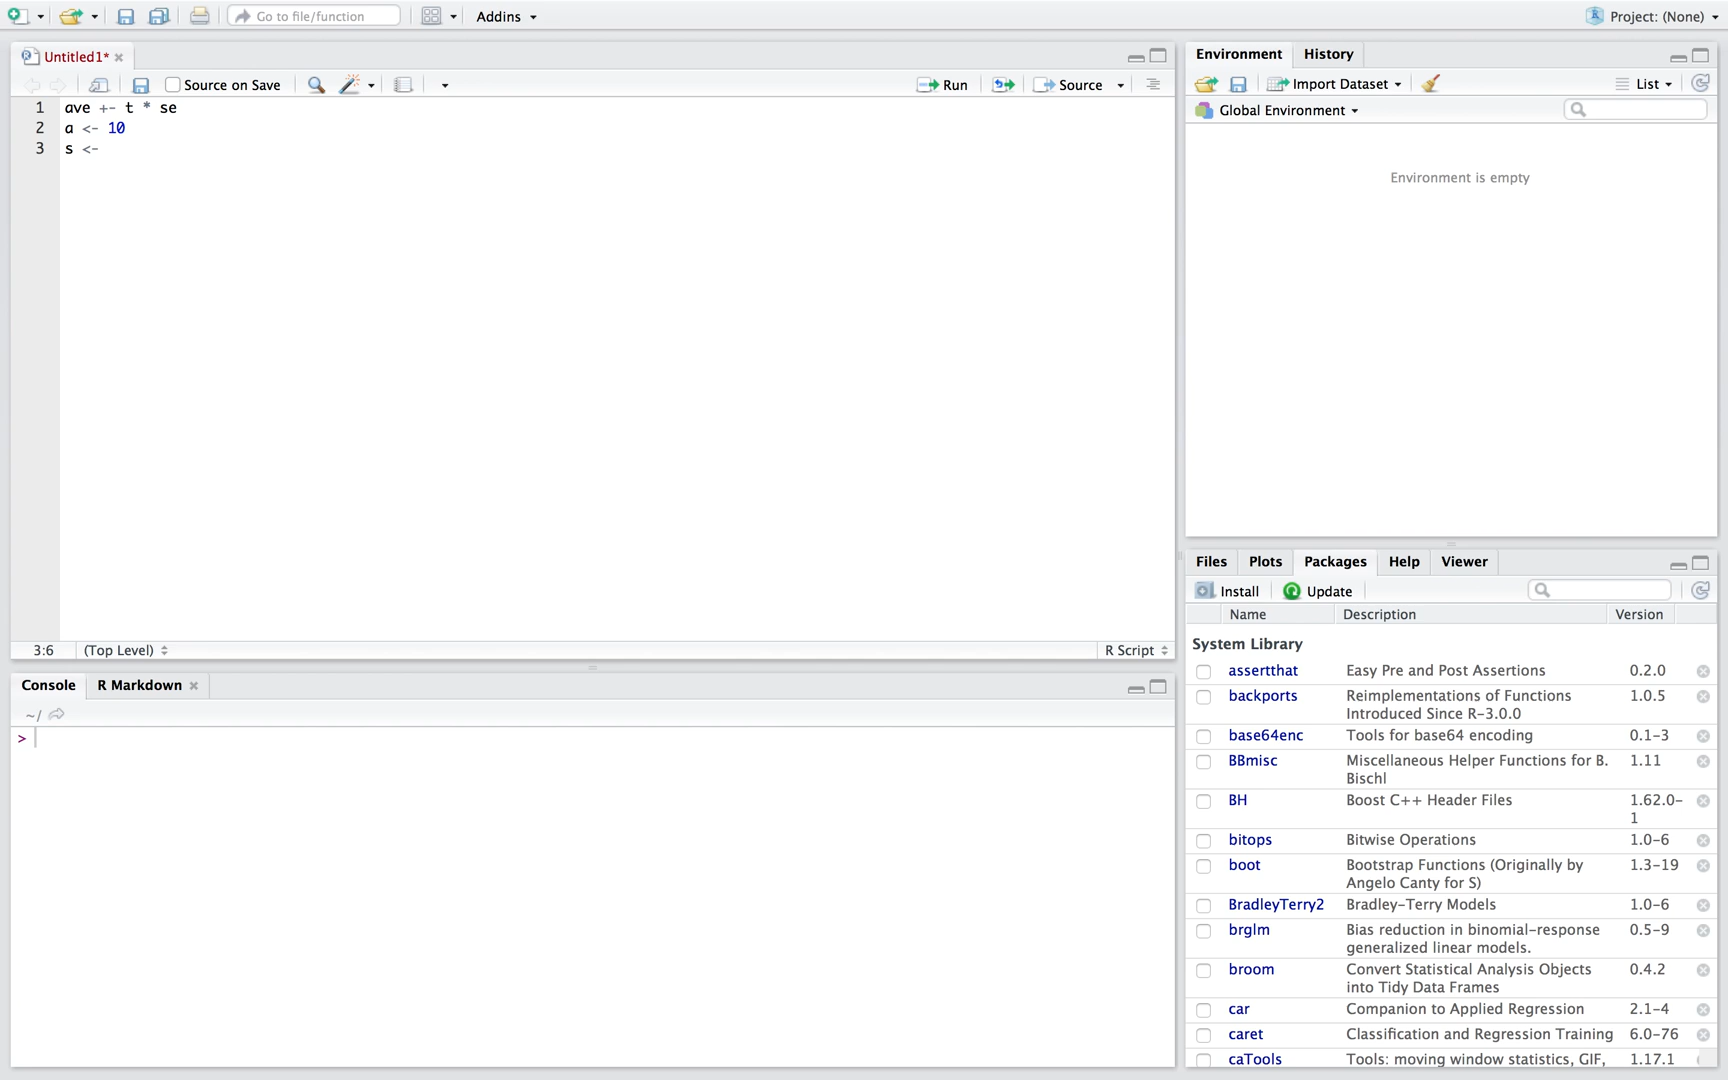 Go to file/function
Addins
Project: (None)
Untitled1*
Source on Save
Run
Source
1 ave +- t * se
2 a <- 10
3 s <-
3:6 (Top Level)
R Script
Console R Markdown
~/
>
Environment History
Import Dataset
List
Global Environment
Environment is empty
Files Plots Packages Help Viewer
Install Update
Name Description Version
System Library
assertthat Easy Pre and Post Assertions 0.2.0
backports Reimplementations of Functions 1.0.5
Introduced Since R-3.0.0
base64enc Tools for base64 encoding 0.1-3
BBmisc Miscellaneous Helper Functions for B. 1.11
Bischl
BH Boost C++ Header Files 1.62.0-
1
bitops Bitwise Operations 1.0-6
boot Bootstrap Functions (Originally by 1.3-19
Angelo Canty for S)
BradleyTerry2 Bradley-Terry Models 1.0-6
brglm Bias reduction in binomial-response 0.5-9
generalized linear models.
broom Convert Statistical Analysis Objects 0.4.2
into Tidy Data Frames
car Companion to Applied Regression 2.1-4
caret Classification and Regression Training 6.0-76
caTools Tools: moving window statistics, GIF, 1.17.1